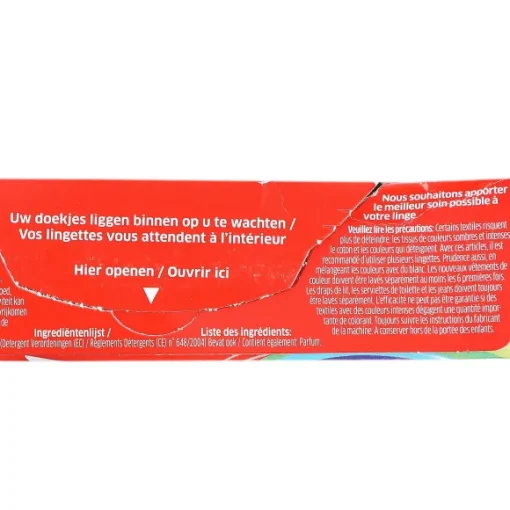 Uw doekjes liggen binnen op u te wachten /
Vos lingettes vous attendent à l'intérieur
Hier openen / Ouvrir ici
Ingrediëntenlijst / Liste des ingrédients:
(Detergent Verordeningen (EC) / Règlements Détergents (CE) n° 648/2004) Bevat ook / Contient également: Parfum.
Nous souhaitons apporter
le meilleur soin possible à
votre linge.
Veuillez lire les précautions: Certains textiles risquent
plus de déteindre: les tissus de couleurs sombres et intenses,
le coton et les couleurs qui déteignent. Avec ces articles, il est
recommandé d'utiliser plusieurs lingettes. Prudence aussi, en
mélangeant les couleurs avec du blanc. Les nouveaux vêtements de
couleur doivent être lavés séparément au moins les 6 premières fois.
Les draps de lit, les serviettes de toilette et les jeans doivent toujours
être lavés séparément. L'efficacité ne peut pas être garantie si des
textiles avec des couleurs intenses dégagent une quantité impor-
tante de colorant. Toujours suivre les instructions du fabricant
de la machine. A conserver hors de la portée des enfants.